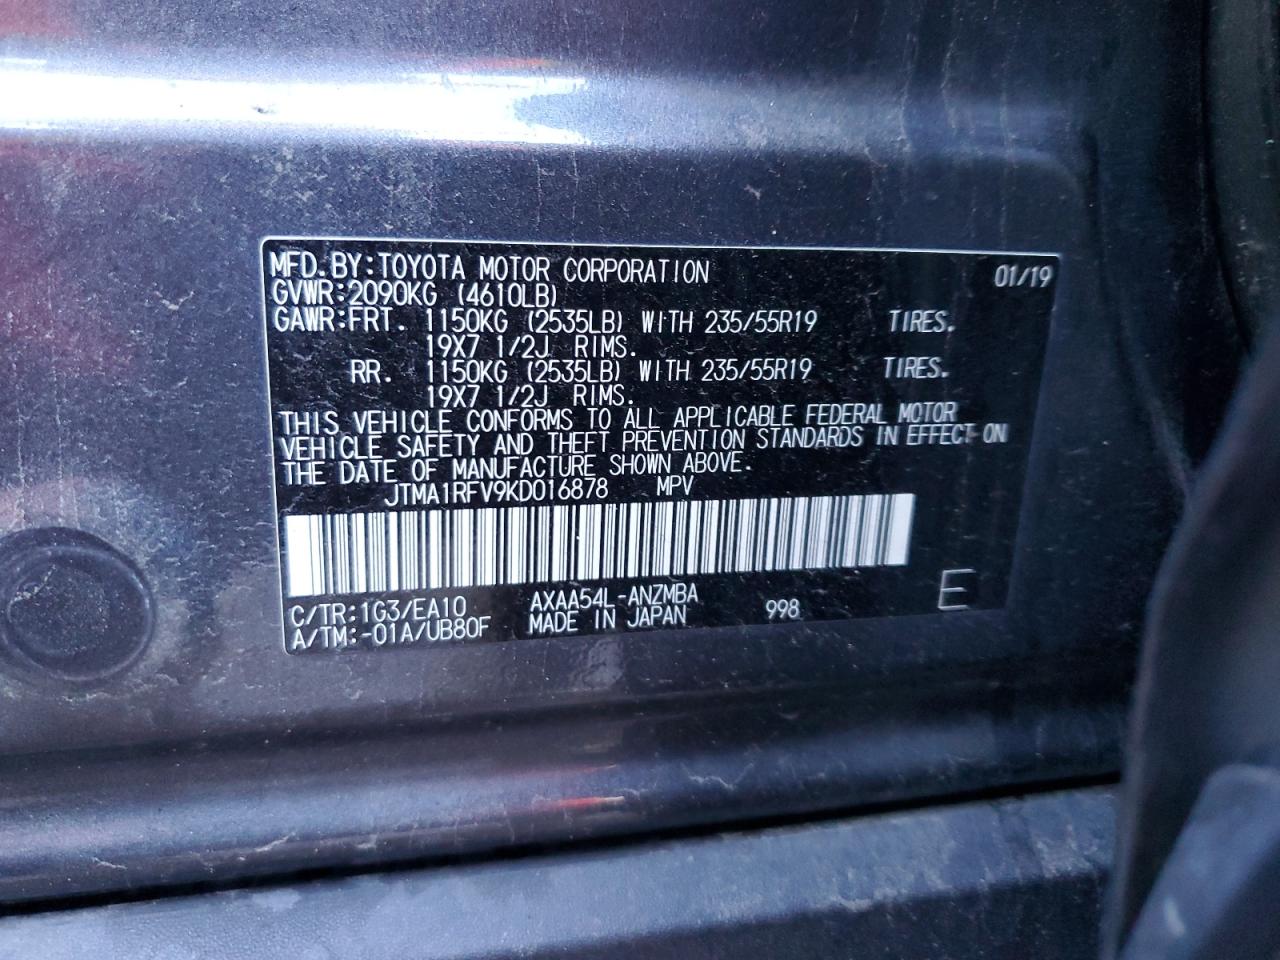 MFD. BY: TOYOTA MOTOR CORPORATION 01/19
GVWR: 2090KG (4610LB)
GAWR: FRT. 1150KG (2535LB) WITH 235/55R19 TIRES.
19X7 1/2J RIMS.
RR. 1150KG (2535LB) WITH 235/55R19 TIRES.
19X7 1/2J RIMS.
THIS VEHICLE CONFORMS TO ALL APPLICABLE FEDERAL MOTOR
VEHICLE SAFETY AND THEFT PREVENTION STANDARDS IN EFFECT ON
THE DATE OF MANUFACTURE SHOWN ABOVE.
JTMA1RFV9KD016878 MPV
C/TR: 1G3/EA10 AXAA54L-ANZMBA 998 E
A/TM: -01A/UB80F MADE IN JAPAN